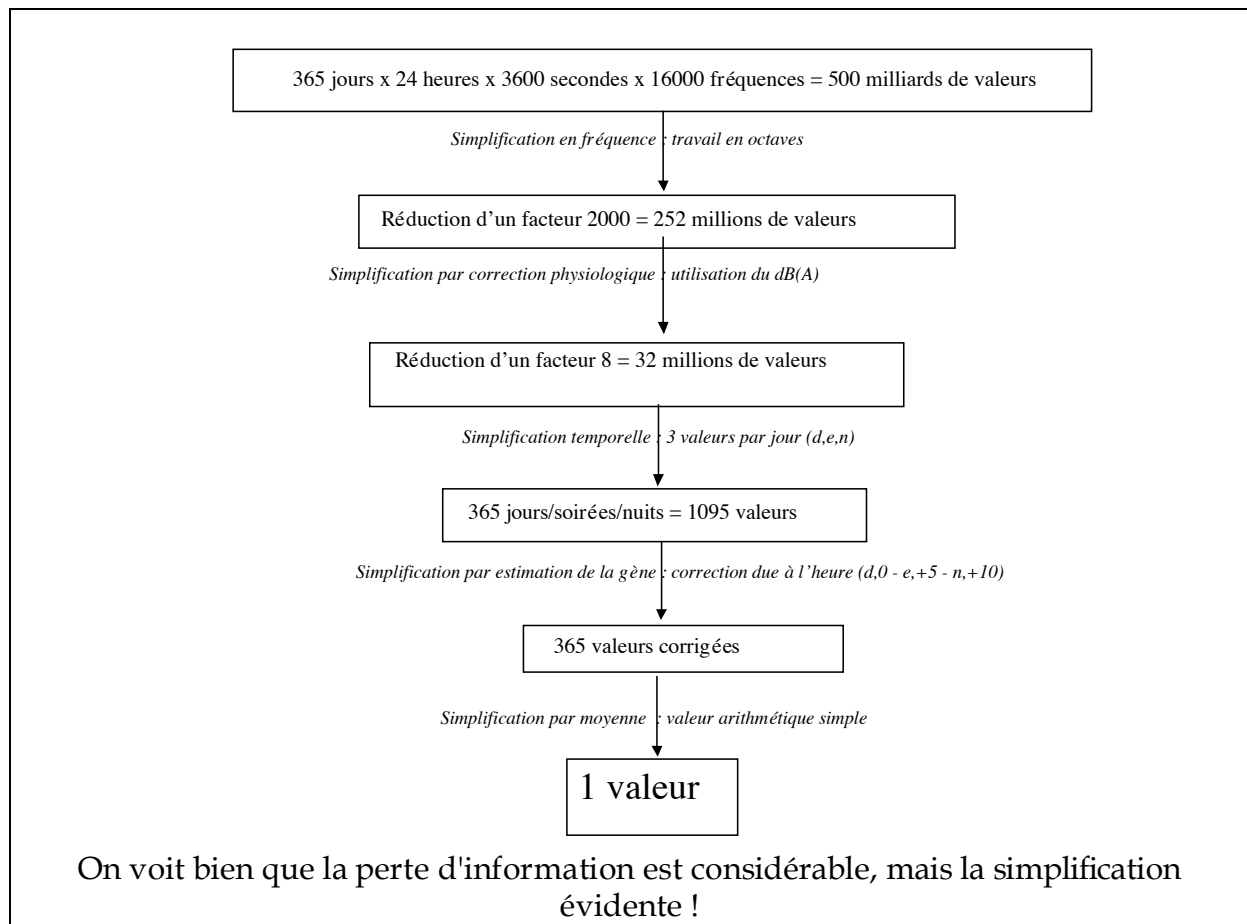 365 jours x 24 heures x 3600 secondes x 16000 fréquences = 500 milliards de valeurs
Simplification en fréquence : travail en octaves
Réduction d’un facteur 2000 = 252 millions de valeurs
Simplification par correction physiologique : utilisation du dB(A)
Réduction d’un facteur 8 = 32 millions de valeurs
Simplification temporelle : 3 valeurs par jour (d,e,n)
365 jours/soirées/nuits = 1095 valeurs
Simplification par estimation de la gène : correction due à l’heure (d,0 - e,+5 - n,+10)
365 valeurs corrigées
Simplification par moyenne : valeur arithmétique simple
1 valeur
On voit bien que la perte d'information est considérable, mais la simplification
évidente !